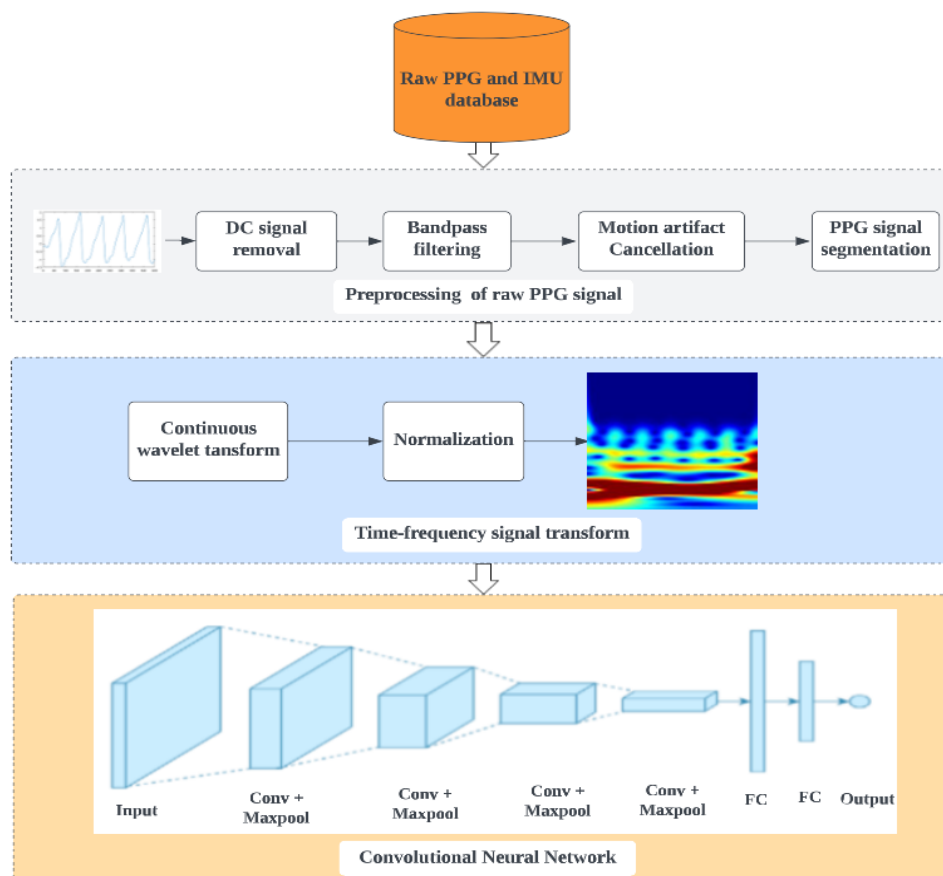 Raw PPG and IMU
database
DC signal
removal
Bandpass
filtering
Motion artifact
Cancellation
PPG signal
segmentation
Preprocessing of raw PPG signal
Continuous
wavelet tansform
Normalization
Time-frequency signal transform
Input
Conv +
Maxpool
Conv +
Maxpool
Conv +
Maxpool
Conv +
Maxpool
FC
FC
Output
Convolutional Neural Network